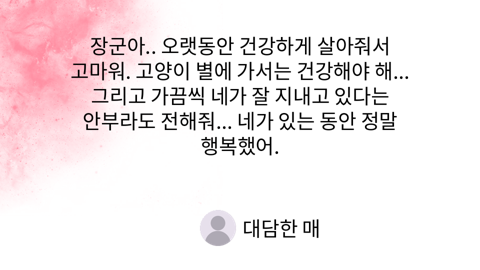 장군아.. 오랫동안 건강하게 살아줘서
고마워. 고양이 별에 가서는 건강해야 해...
그리고 가끔씩 네가 잘 지내고 있다는
안부라도 전해줘... 네가 있는 동안 정말
행복했어.
대담한 매